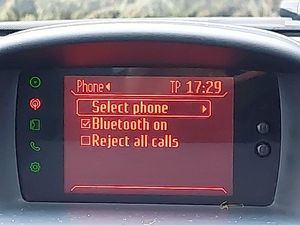 Phone TP 17:29
Select phone
Bluetooth on
Reject all calls